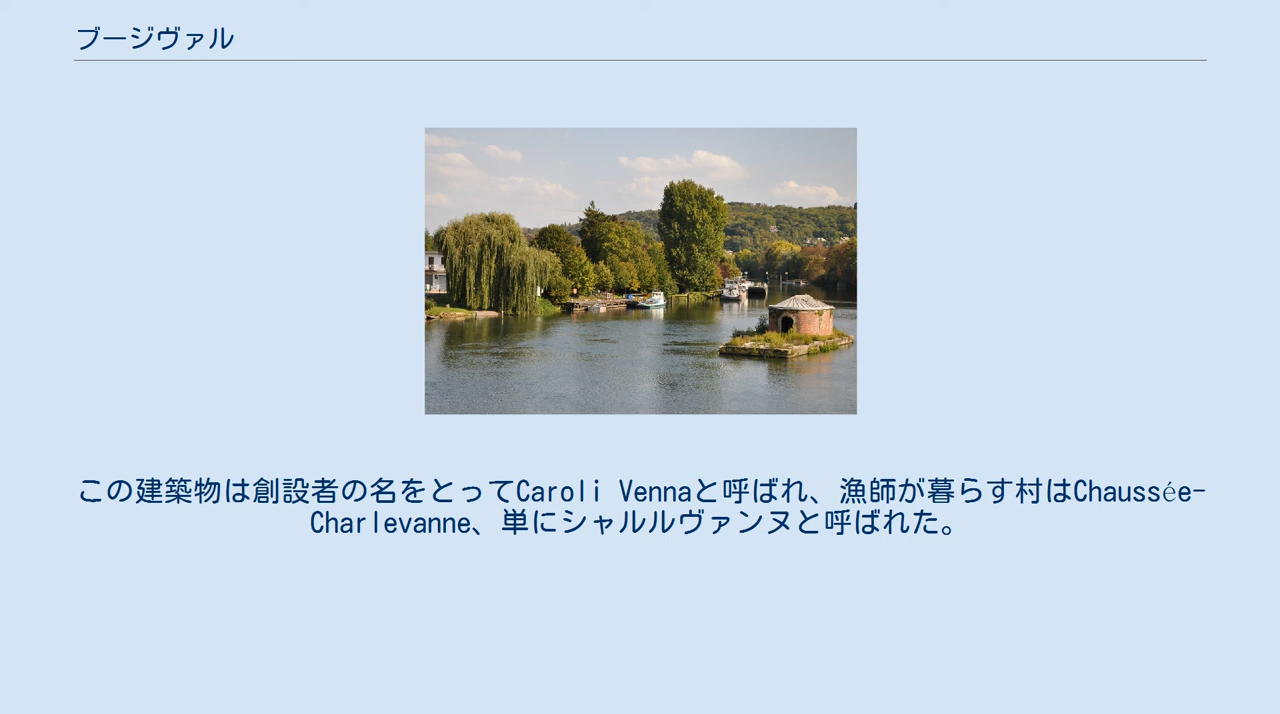 ブージヴァル
この建築物は創設者の名をとってCaroli Vennaと呼ばれ、漁師が暮らす村はChaussée-
Charlevanne、単にシャルルヴァンヌと呼ばれた。